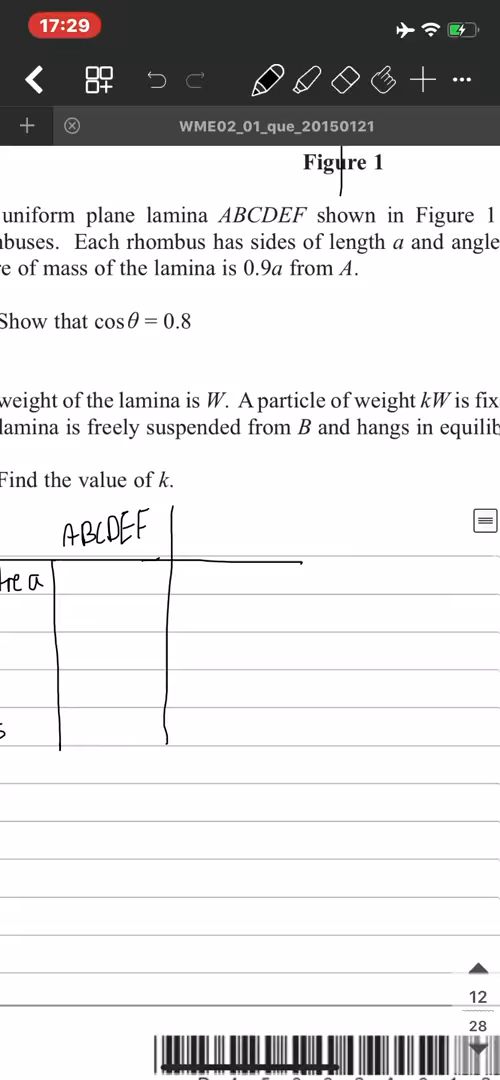 17:29
WME02_01_que_20150121
Figure 1
uniform plane lamina ABCDEF shown in Figure 1
nbuses. Each rhombus has sides of length a and angle
e of mass of the lamina is 0.9a from A.
Show that cos θ = 0.8
weight of the lamina is W. A particle of weight kW is fix
lamina is freely suspended from B and hangs in equilib
Find the value of k.
ABCDEF
rea
s
12
28